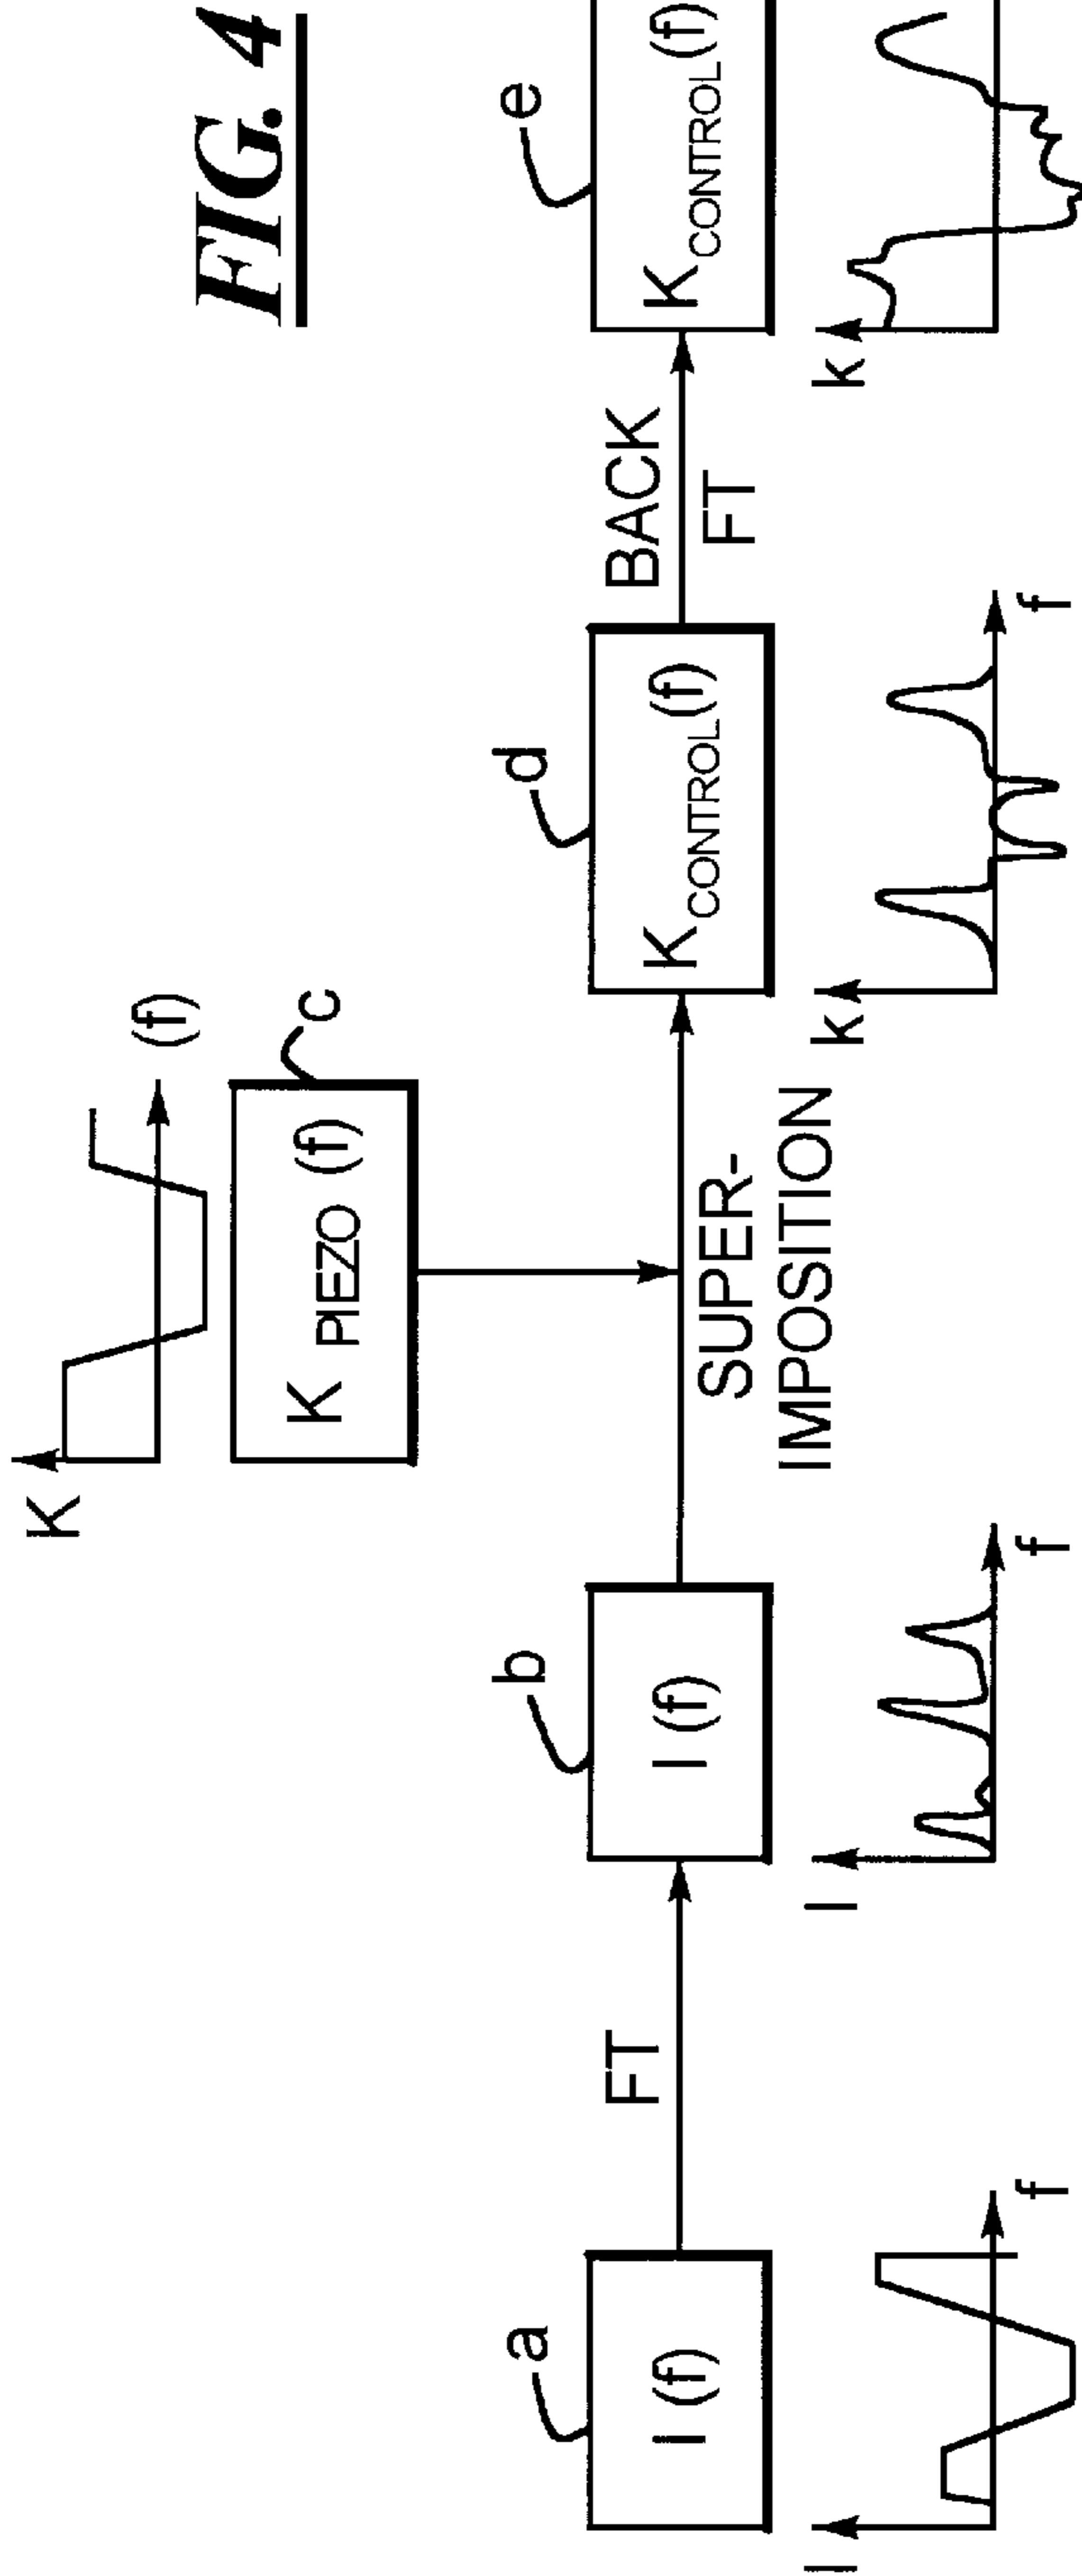 FIG. 4
K
(f)
K PIEZO (f)
c
a
I (f)
I
f
FT
b
I (f)
I
f
SUPER-
IMPOSITION
d
K CONTROL (f)
k
f
BACK
FT
e
K CONTROL (f)
k